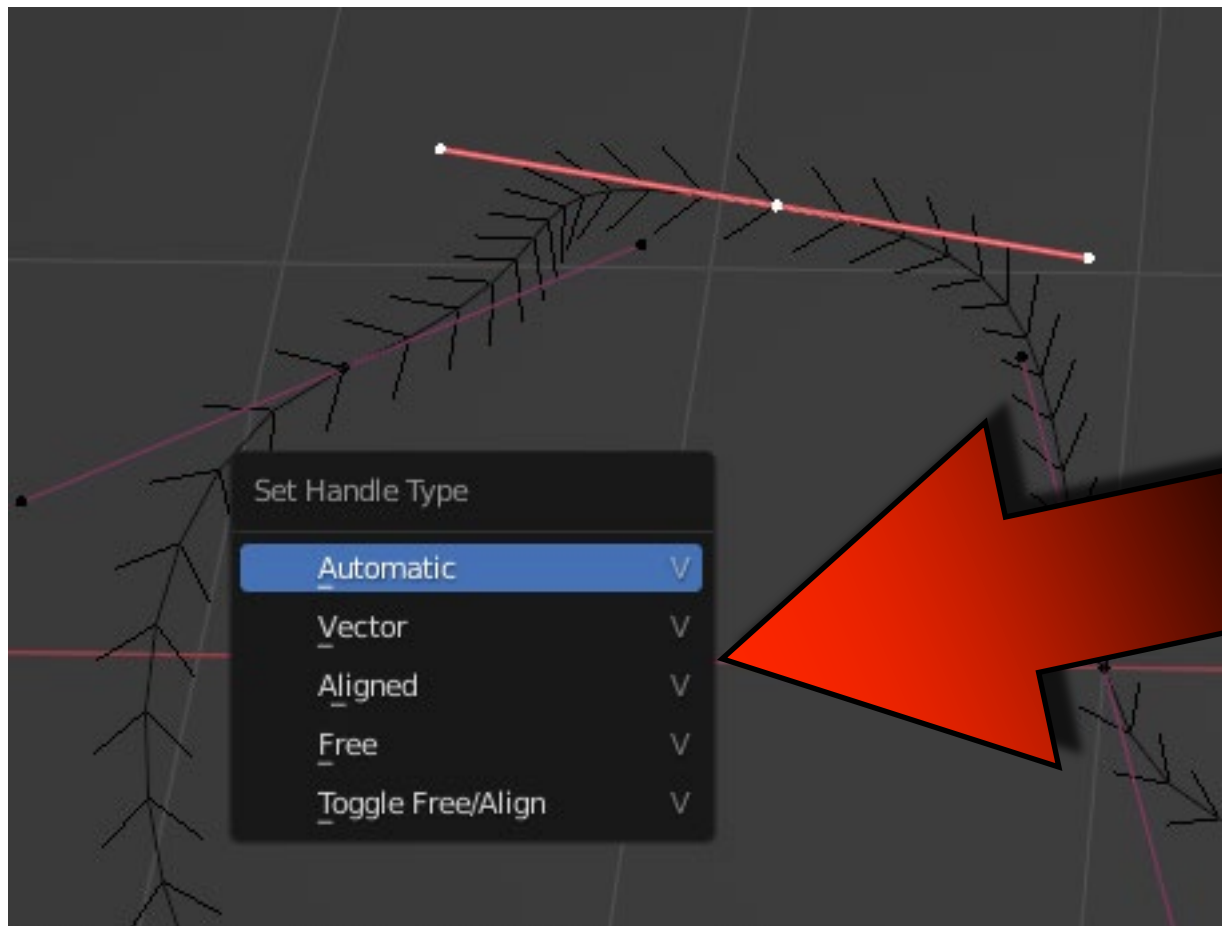 Set Handle Type
Automatic V
Vector V
Aligned V
Free V
Toggle Free/Align V